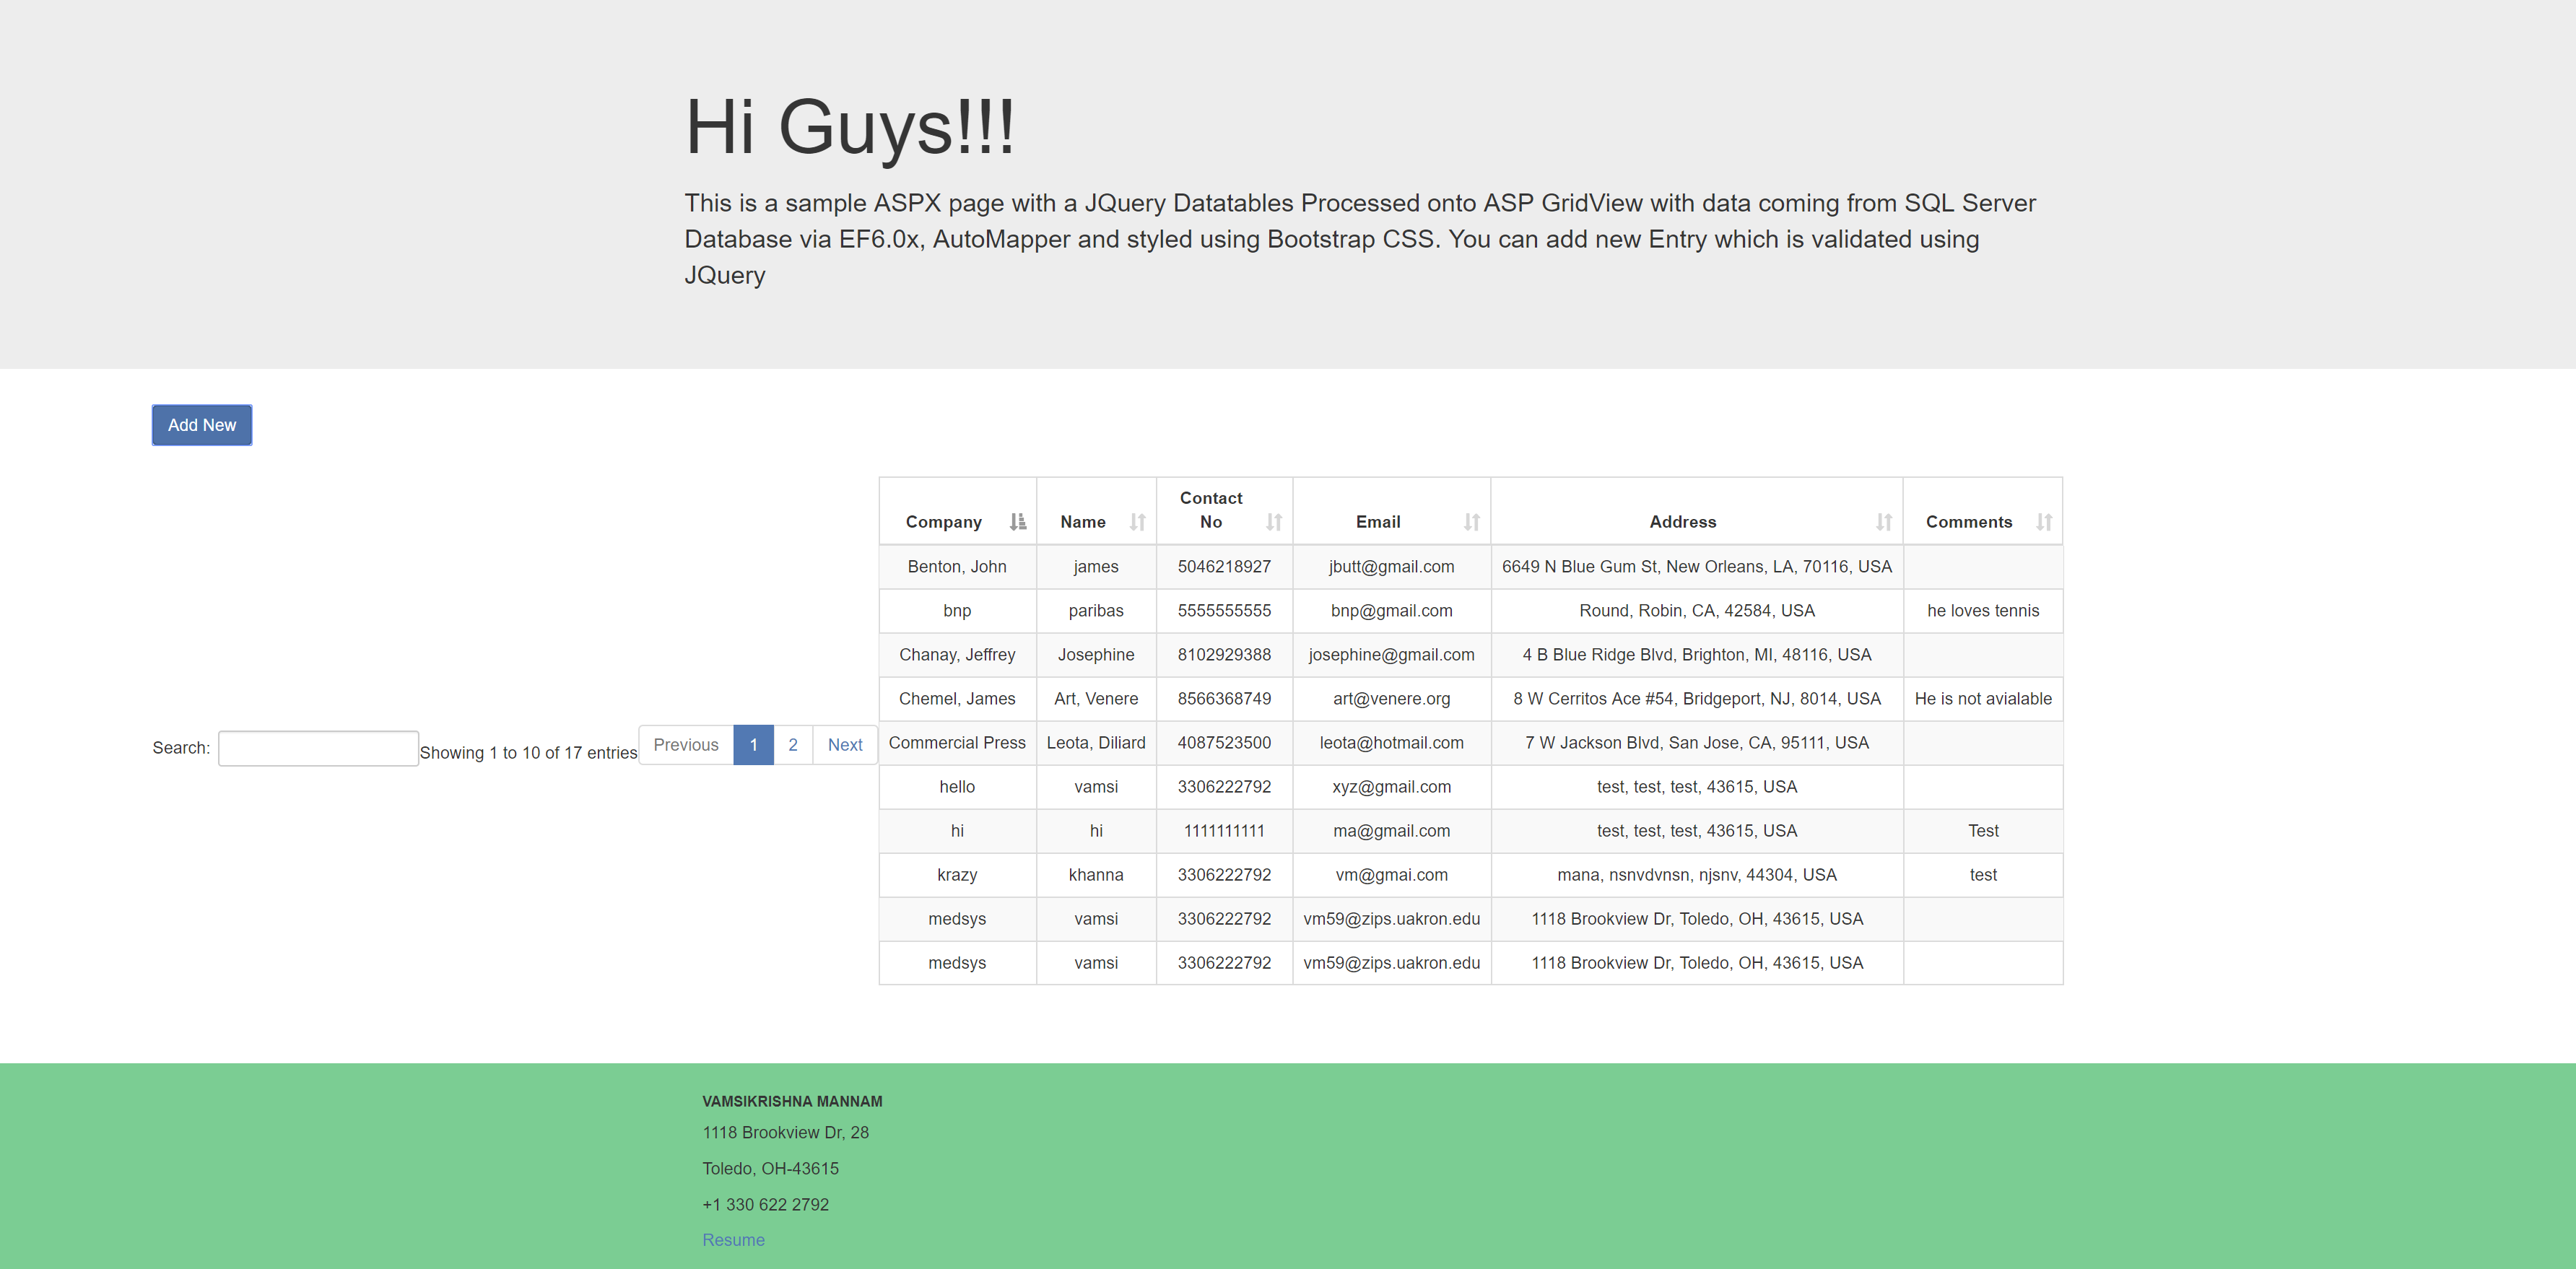 Hi Guys!!!
This is a sample ASPX page with a JQuery Datatables Processed onto ASP GridView with data coming from SQL Server
Database via EF6.0x, AutoMapper and styled using Bootstrap CSS. You can add new Entry which is validated using
JQuery
Add New
Search:
Showing 1 to 10 of 17 entries
Previous 1 2 Next
Company Name Contact No Email Address Comments
Benton, John james 5046218927 jbutt@gmail.com 6649 N Blue Gum St, New Orleans, LA, 70116, USA
bnp paribas 5555555555 bnp@gmail.com Round, Robin, CA, 42584, USA he loves tennis
Chanay, Jeffrey Josephine 8102929388 josephine@gmail.com 4 B Blue Ridge Blvd, Brighton, MI, 48116, USA
Chemel, James Art, Venere 8566368749 art@venere.org 8 W Cerritos Ace #54, Bridgeport, NJ, 8014, USA He is not avialable
Commercial Press Leota, Diliard 4087523500 leota@hotmail.com 7 W Jackson Blvd, San Jose, CA, 95111, USA
hello vamsi 3306222792 xyz@gmail.com test, test, test, 43615, USA
hi hi 1111111111 ma@gmail.com test, test, test, 43615, USA Test
krazy khanna 3306222792 vm@gmai.com mana, nsnvdvnsn, njsnv, 44304, USA test
medsys vamsi 3306222792 vm59@zips.uakron.edu 1118 Brookview Dr, Toledo, OH, 43615, USA
medsys vamsi 3306222792 vm59@zips.uakron.edu 1118 Brookview Dr, Toledo, OH, 43615, USA
VAMSIKRISHNA MANNAM
1118 Brookview Dr, 28
Toledo, OH-43615
+1 330 622 2792
Resume